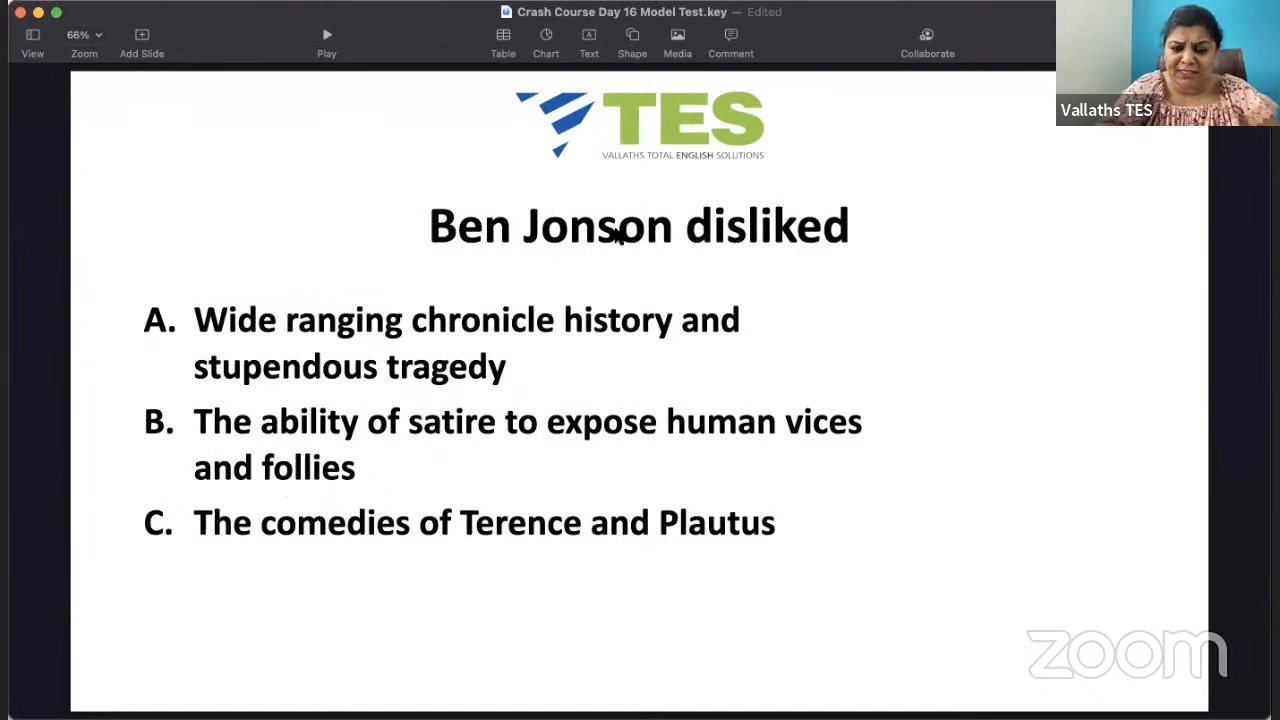 Crash Course Day 16 Model Test.key — Edited
View
66%
Zoom
Add Slide
Play
Table
Chart
Text
Shape
Media
Comment
Collaborate
Vallaths TES
TES
VALLATHS TOTAL ENGLISH SOLUTIONS
Ben Jonson disliked
A. Wide ranging chronicle history and
stupendous tragedy
B. The ability of satire to expose human vices
and follies
C. The comedies of Terence and Plautus
zoom